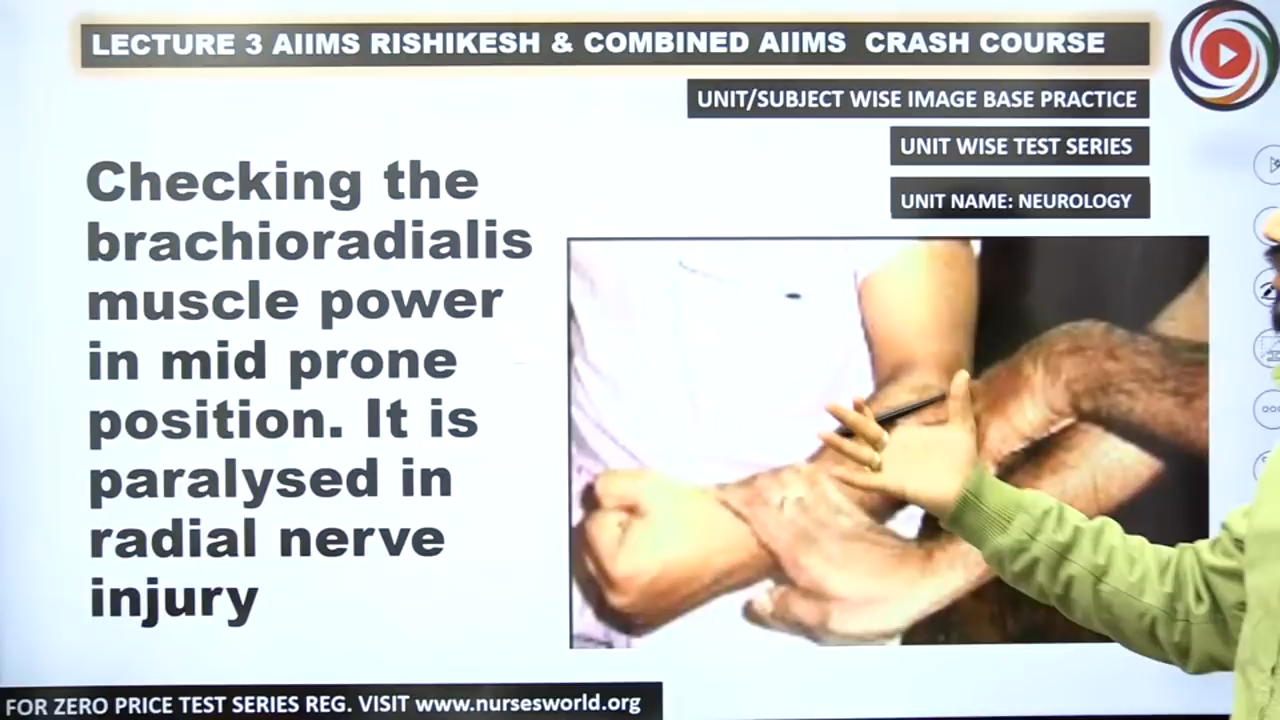 LECTURE 3 AIIMS RISHIKESH & COMBINED AIIMS CRASH COURSE
UNIT/SUBJECT WISE IMAGE BASE PRACTICE
UNIT WISE TEST SERIES
UNIT NAME: NEUROLOGY
Checking the
brachioradialis
muscle power
in mid prone
position. It is
paralysed in
radial nerve
injury
FOR ZERO PRICE TEST SERIES REG. VISIT www.nursesworld.org